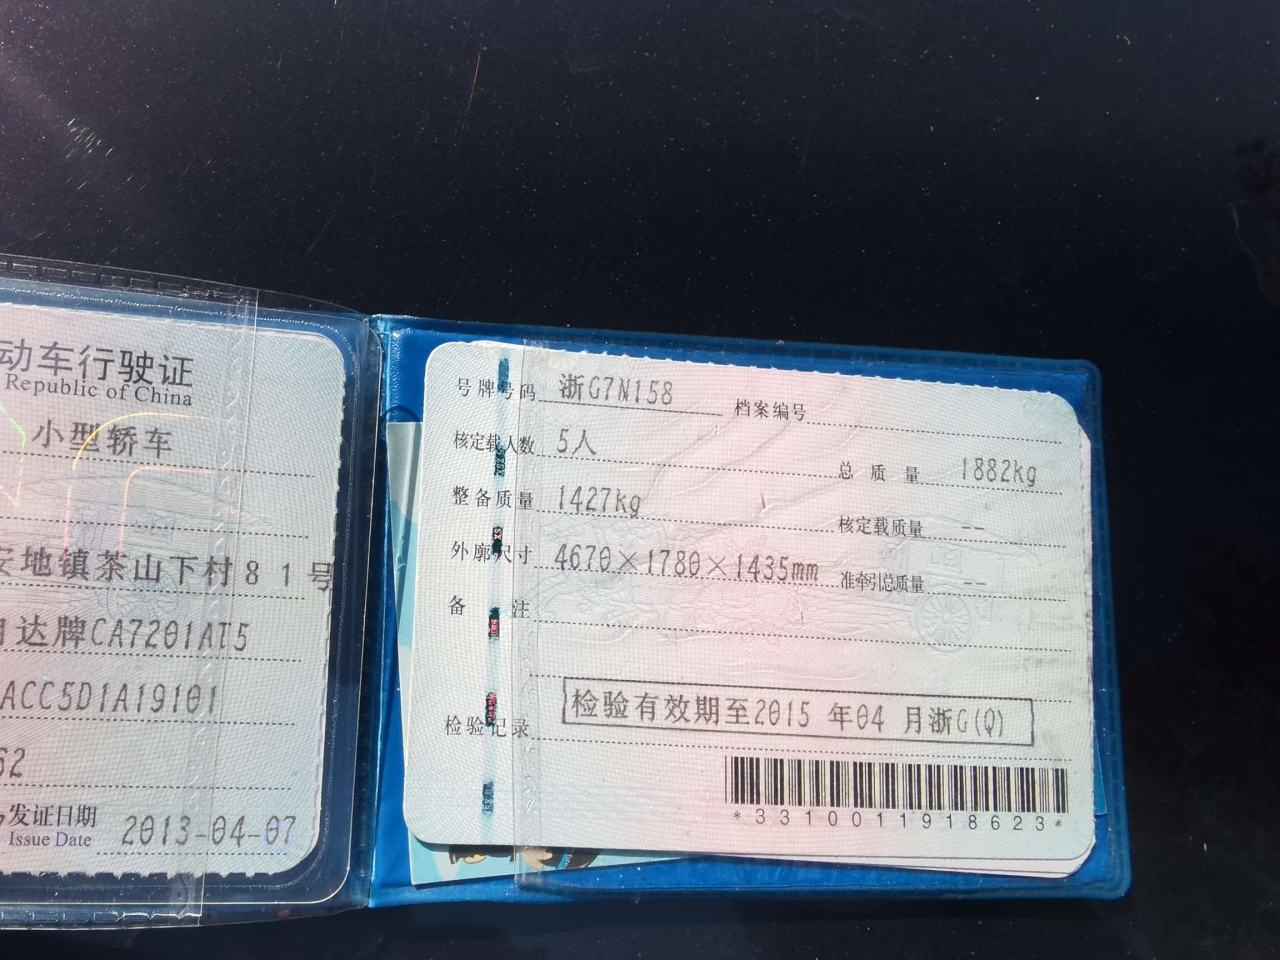 动车行驶证
Republic of China
小型轿车
安地镇茶山下村81号
达牌CA7201AT5
ACC5D1A19101
62
发证日期 2013-04-07
Issue Date
号牌号码 浙G7N158 档案编号
核定载人数 5人 总质量 1882kg
整备质量 1427kg 核定载质量 --
外廓尺寸 4670×1780×1435mm 准牵引总质量 --
备注
检验记录 检验有效期至2015 年04 月浙G(Q)
*3310011918623*